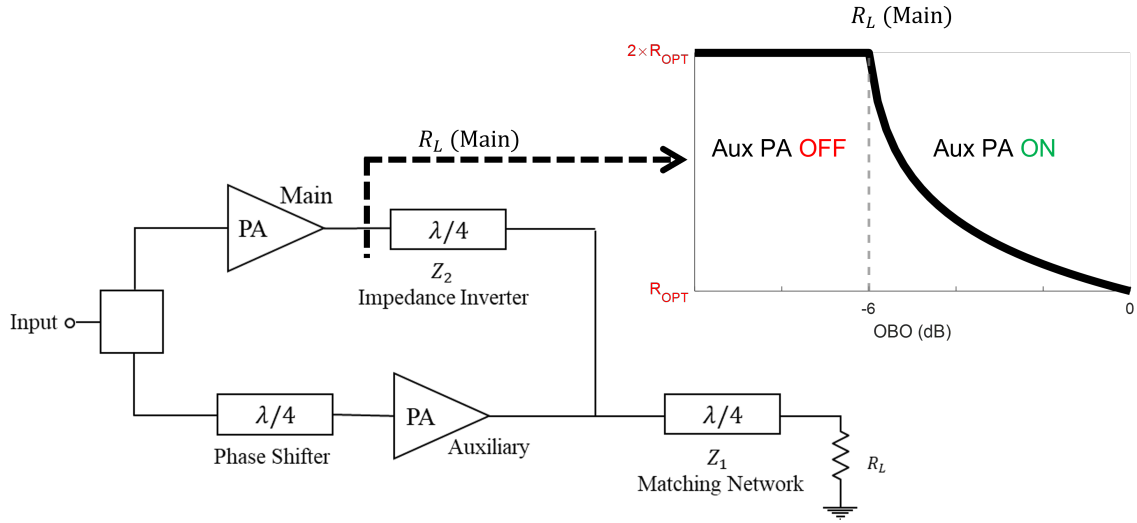 R_L (Main)
2×R_OPT
R_L (Main)
Aux PA OFF
Aux PA ON
Main
PA
λ/4
Z_2
Impedance Inverter
R_OPT
-6
0
OBO (dB)
Input
λ/4
Phase Shifter
PA
Auxiliary
λ/4
Z_1
Matching Network
R_L